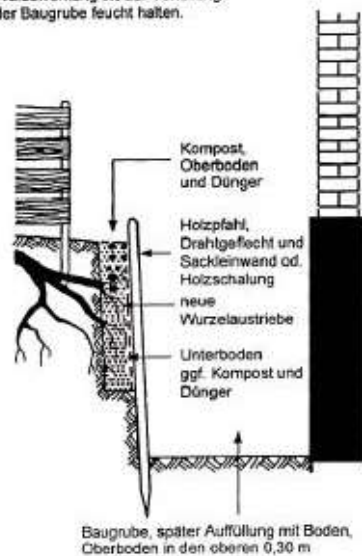 der Baugrube feucht halten.
Kompost,
Oberboden
und Dünger
Holzpfahl,
Drahtgeflecht und
Sackleinwand od.
Holzschalung
neue
Wurzelaustriebe
Unterboden
ggf. Kompost und
Dünger
Baugrube, später Auffüllung mit Boden,
Oberboden in den oberen 0,30 m